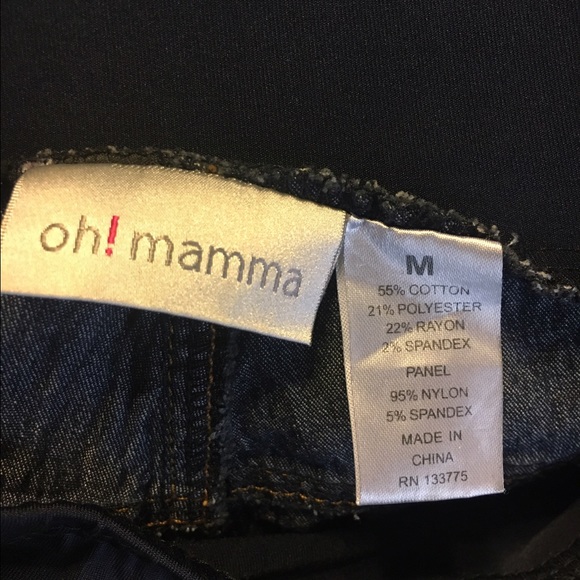 oh! mamma
M
55% COTTON
21% POLYESTER
22% RAYON
2% SPANDEX
PANEL
95% NYLON
5% SPANDEX
MADE IN
CHINA
RN 133775